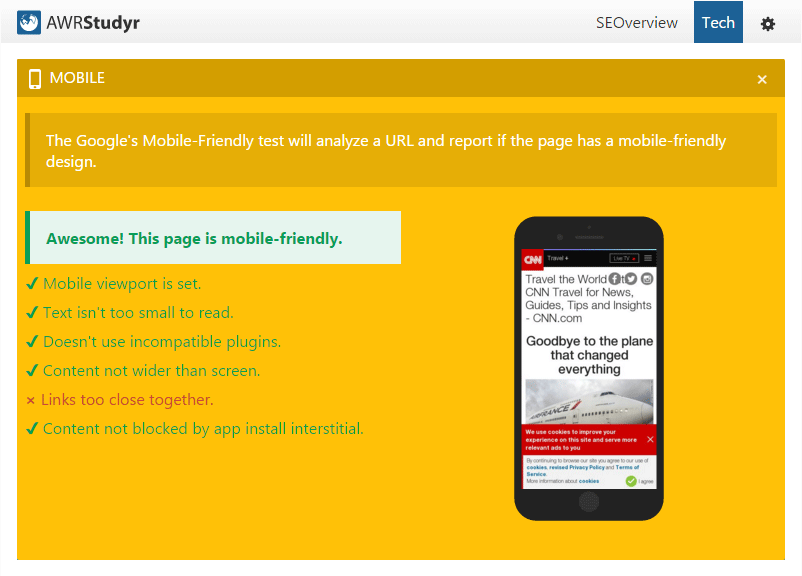 AWRStudyr
SEOverview
Tech
MOBILE
×
The Google's Mobile-Friendly test will analyze a URL and report if the page has a mobile-friendly
design.
Awesome! This page is mobile-friendly.
✔ Mobile viewport is set.
✔ Text isn't too small to read.
✔ Doesn't use incompatible plugins.
✔ Content not wider than screen.
× Links too close together.
✔ Content not blocked by app install interstitial.
CNN
Travel +
Live TV
Travel the World
CNN Travel for News,
Guides, Tips and Insights
- CNN.com
Goodbye to the plane
that changed
everything
AIRFRANCE
We use cookies to improve your
experience on this site and serve more
relevant ads to you
By continuing to browse our site you agree to our use of
cookies, revised Privacy Policy and Terms of
Service.
More information about cookies
I agree